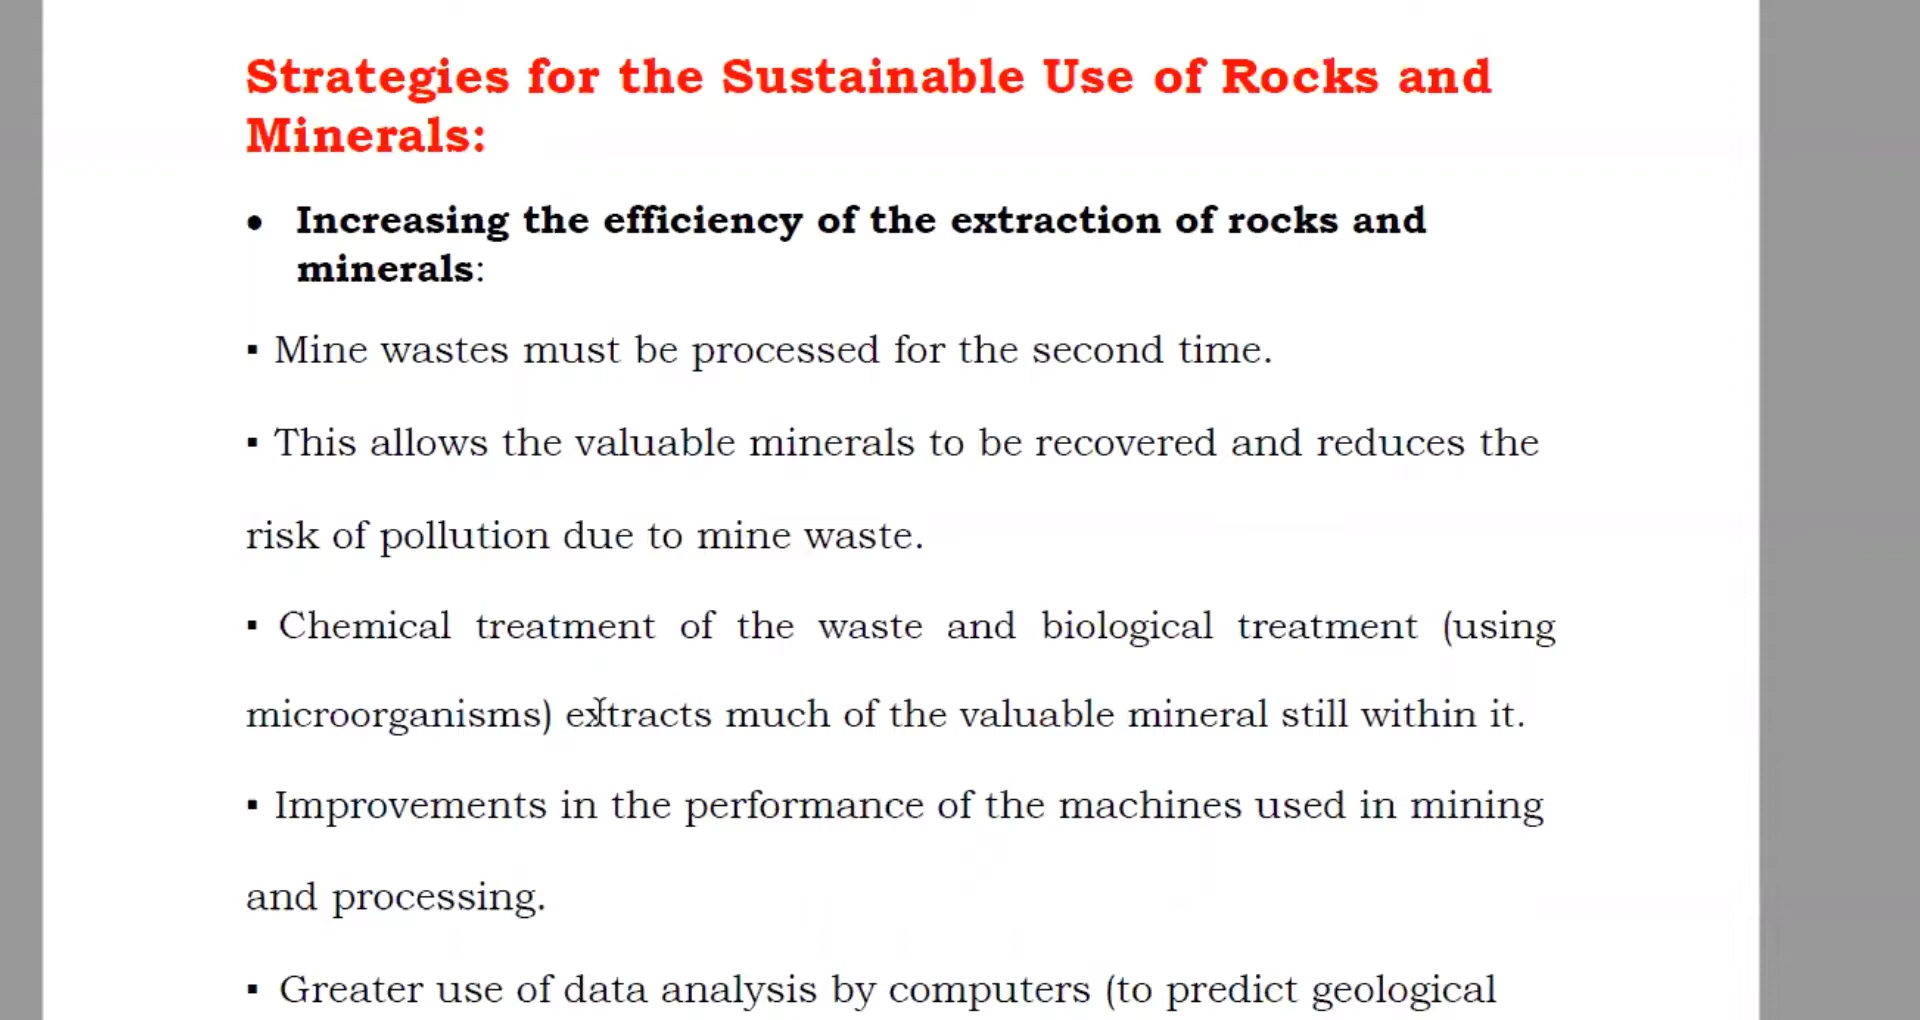 Strategies for the Sustainable Use of Rocks and
Minerals:
• Increasing the efficiency of the extraction of rocks and
minerals:
▪ Mine wastes must be processed for the second time.
▪ This allows the valuable minerals to be recovered and reduces the
risk of pollution due to mine waste.
▪ Chemical treatment of the waste and biological treatment (using
microorganisms) extracts much of the valuable mineral still within it.
▪ Improvements in the performance of the machines used in mining
and processing.
▪ Greater use of data analysis by computers (to predict geological